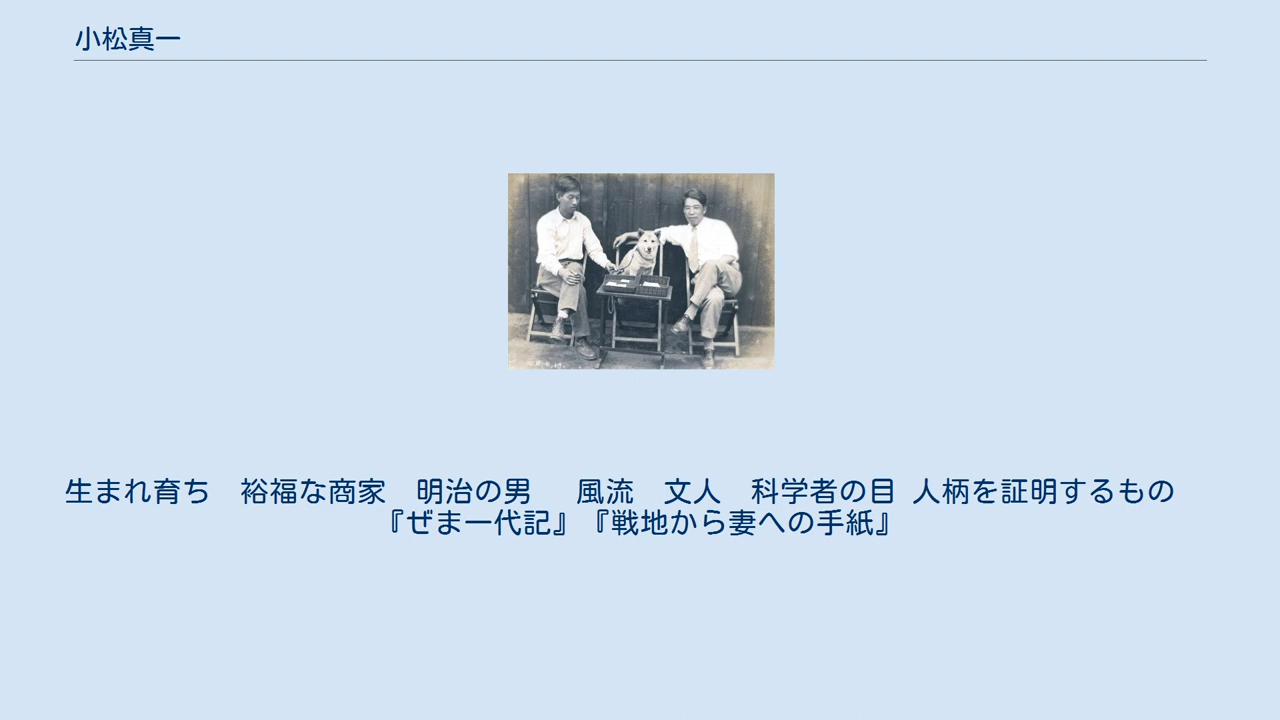 小松真一
生まれ育ち　裕福な商家　明治の男　 風流　文人　科学者の目 人柄を証明するもの
『ぜま一代記』『戦地から妻への手紙』